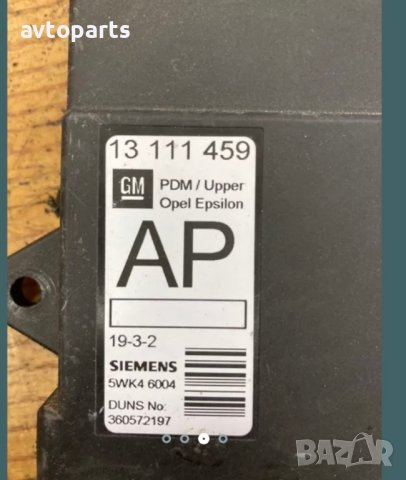 avtoparts
13 111 459
GM
PDM / Upper
Opel Epsilon
AP
19-3-2
SIEMENS
5WK4 6004
DUNS No
360572197
БАZАР